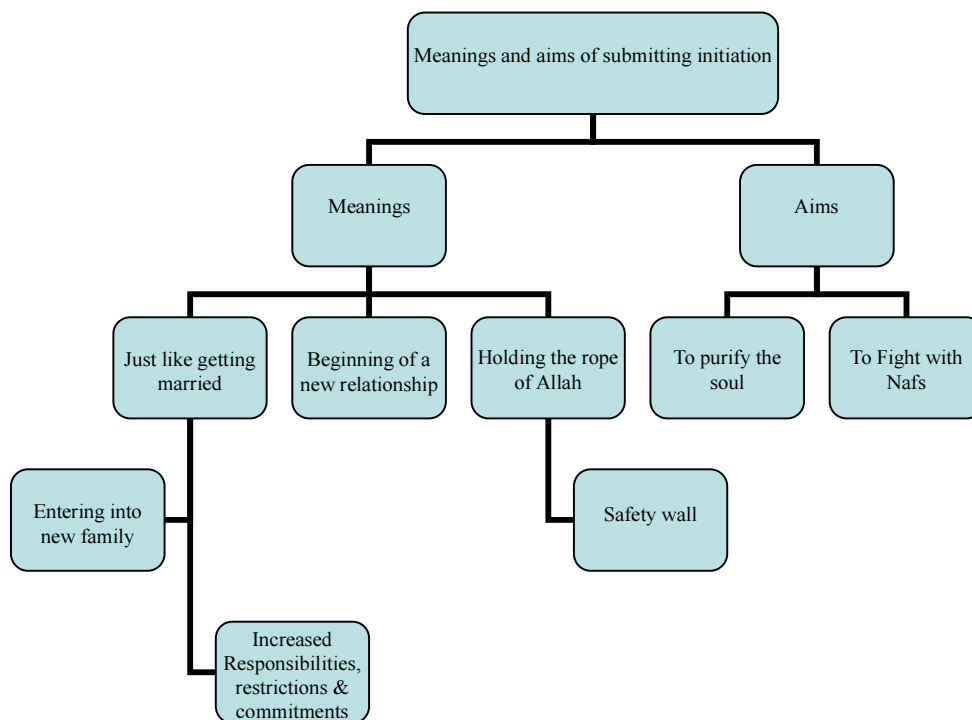 Meanings and aims of submitting initiation
Meanings
Aims
Just like getting
married
Beginning of a
new relationship
Holding the rope
of Allah
To purify the
soul
To Fight with
Nafs
Entering into
new family
Safety wall
Increased
Responsibilities,
restrictions &
commitments